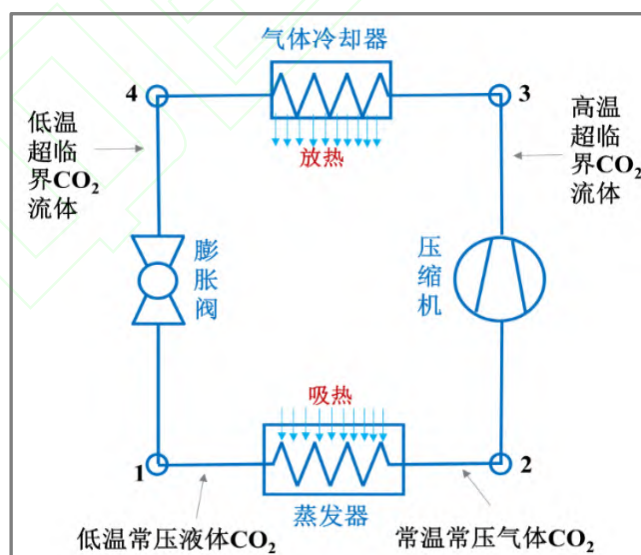 气体冷却器
4
3
放热
低温
超临
界CO₂
流体
高温
超临
界CO₂
流体
膨
胀
阀
压
缩
机
吸热
1
2
蒸发器
低温常压液体CO₂
常温常压气体CO₂